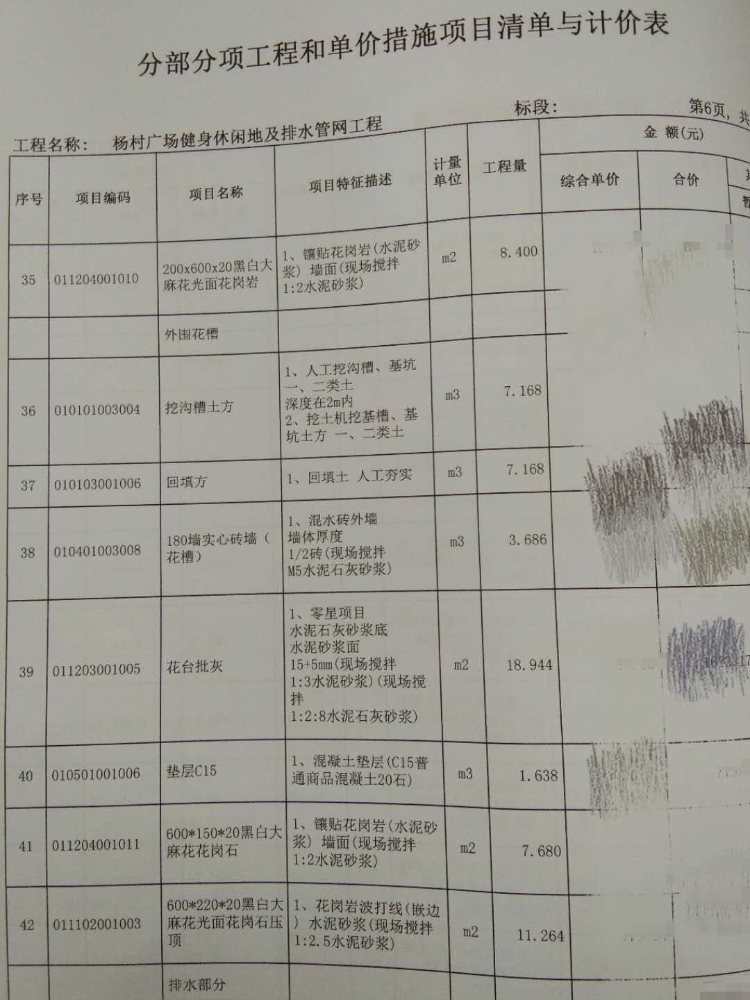 分部分项工程和单价措施项目清单与计价表
工程名称: 杨村广场健身休闲地及排水管网工程
标段:
第6页, 共
序号
项目编码
项目名称
项目特征描述
计量
单位
工程量
金 额(元)
综合单价
合价
35
011204001010
200x600x20黑白大
麻花光面花岗岩
1、镶贴花岗岩(水泥砂
浆) 墙面(现场搅拌
1:2水泥砂浆)
m2
8.400
外围花槽
36
010101003004
挖沟槽土方
1、人工挖沟槽、基坑
一、二类土
深度在2m内
2、挖土机挖基槽、基
坑土方 一、二类土
m3
7.168
37
010103001006
回填方
1、回填土 人工夯实
m3
7.168
38
010401003008
180墙实心砖墙（
花槽）
1、混水砖外墙
墙体厚度
1/2砖(现场搅拌
M5水泥石灰砂浆)
m3
3.686
39
011203001005
花台批灰
1、零星项目
水泥石灰砂浆底
水泥砂浆面
15+5mm(现场搅拌
1:3水泥砂浆)(现场搅
拌
1:2:8水泥石灰砂浆)
m2
18.944
40
010501001006
垫层C15
1、混凝土垫层(C15普
通商品混凝土20石)
m3
1.638
41
011204001011
600*150*20黑白大
麻花花岗石
1、镶贴花岗岩(水泥砂
浆) 墙面(现场搅拌
1:2水泥砂浆)
m2
7.680
42
011102001003
600*220*20黑白大
麻花光面花岗石压
顶
1、花岗岩波打线(嵌边
) 水泥砂浆(现场搅拌
1:2.5水泥砂浆)
m2
11.264
排水部分